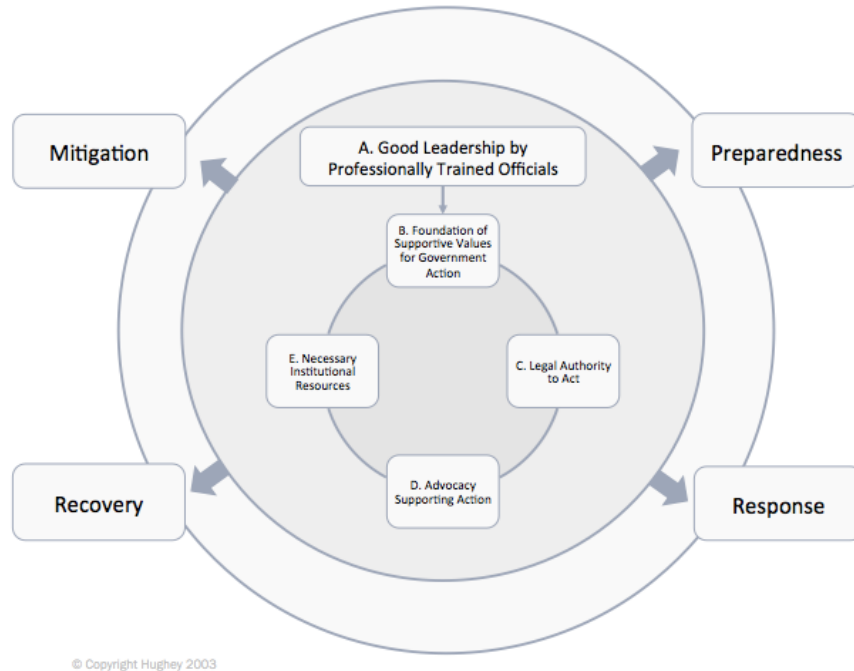 Mitigation
A. Good Leadership by
Professionally Trained Officials
Preparedness
B. Foundation of
Supportive Values
for Government
Action
E. Necessary
Institutional
Resources
C. Legal Authority
to Act
D. Advocacy
Supporting Action
Recovery
Response
© Copyright Hughey 2003